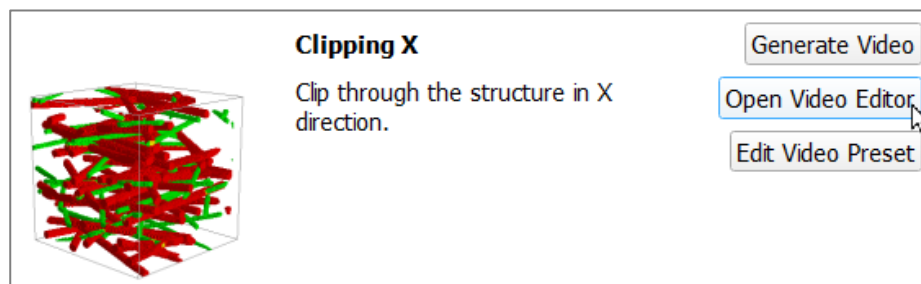 Clipping X
Clip through the structure in X
direction.
Generate Video
Open Video Editor
Edit Video Preset